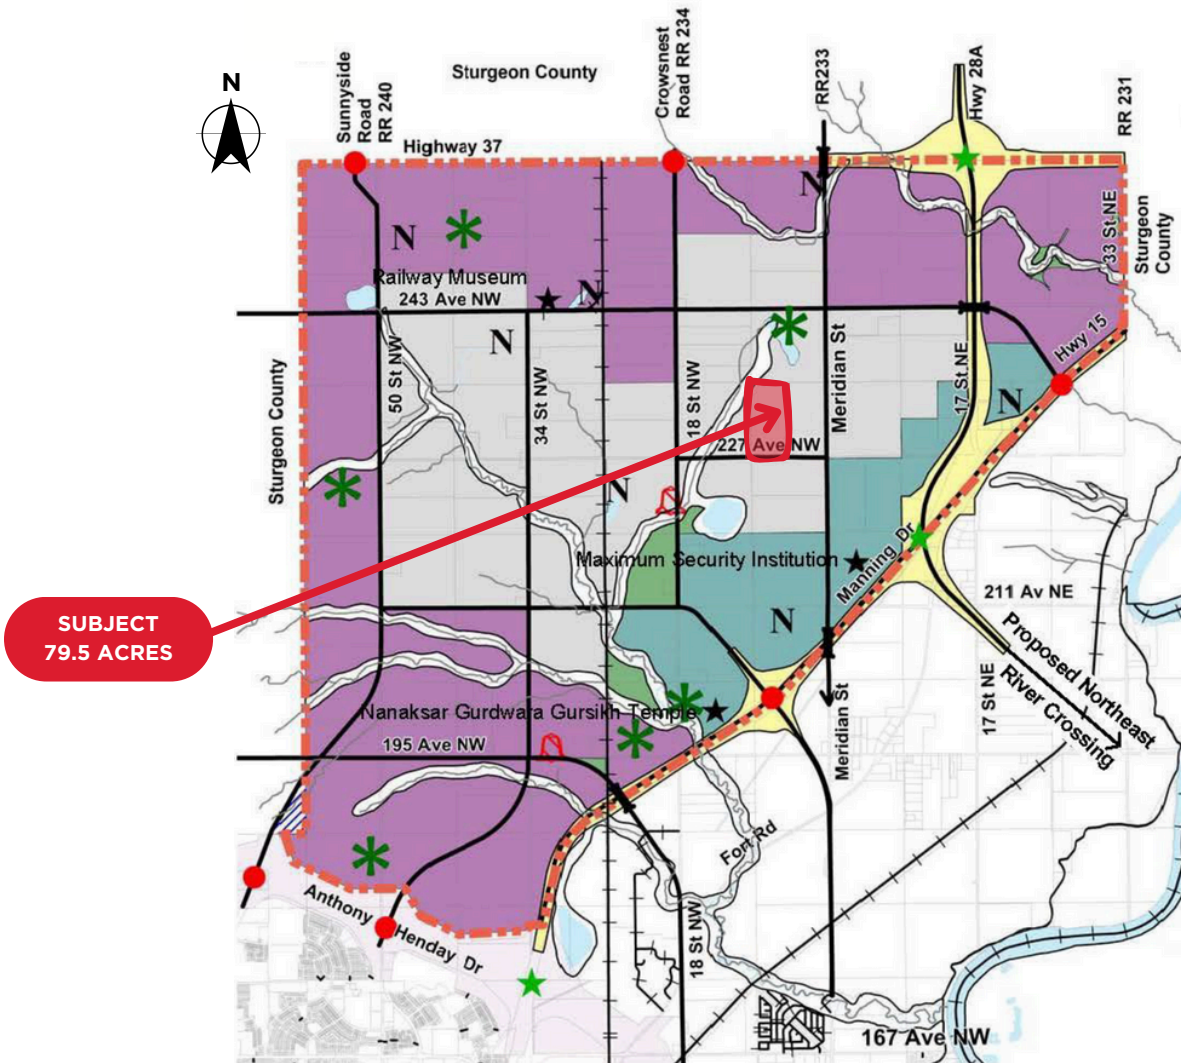 N
Sturgeon County
Sunnyside
Road
RR 240
Crowsnest
Road RR 234
RR233
Hwy 28A
RR 231
Highway 37
N
N
33 St NE
Sturgeon
County
Railway Museum
243 Ave NW
N
N
Hwy 15
Sturgeon County
50 St NW
34 St NW
18 St NW
Meridian St
17 St NE
N
227 Ave NW
N
Maximum Security Institution
Manning Dr
211 Av NE
SUBJECT
79.5 ACRES
N
Proposed Northeast
River Crossing
17 St NE
Nanaksar Gurdwara Gursikh Temple
Meridian St
195 Ave NW
Fort Rd
Anthony
Henday Dr
18 St NW
167 Ave NW